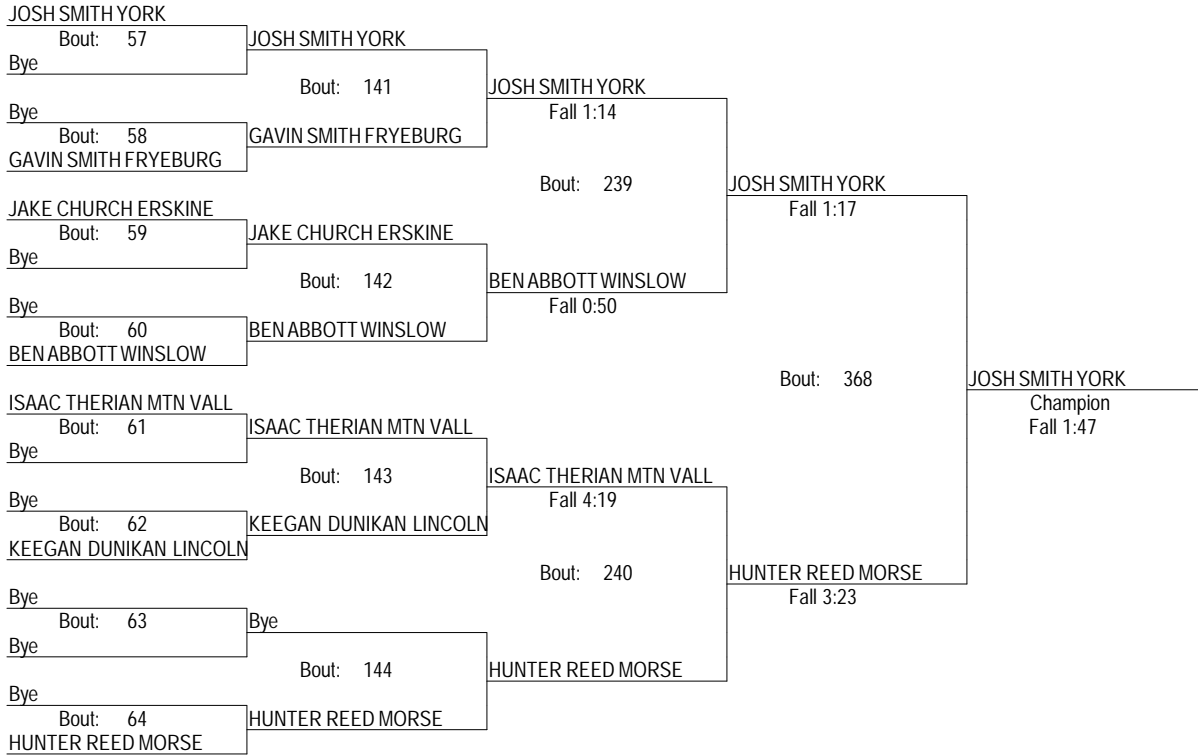 JOSH SMITH YORK
Bout: 57
Bye
JOSH SMITH YORK
Bout: 141
Bye
Bout: 58
GAVIN SMITH FRYEBURG
GAVIN SMITH FRYEBURG
JOSH SMITH YORK
Fall 1:14
Bout: 239
JAKE CHURCH ERSKINE
Bout: 59
Bye
JAKE CHURCH ERSKINE
Bout: 142
Bye
Bout: 60
BEN ABBOTT WINSLOW
BEN ABBOTT WINSLOW
BEN ABBOTT WINSLOW
Fall 0:50
JOSH SMITH YORK
Fall 1:17
Bout: 368
ISAAC THERIAN MTN VALL
Bout: 61
Bye
ISAAC THERIAN MTN VALL
Bout: 143
Bye
Bout: 62
KEEGAN DUNIKAN LINCOLN
KEEGAN DUNIKAN LINCOLN
ISAAC THERIAN MTN VALL
Fall 4:19
Bout: 240
Bye
Bout: 63
Bye
Bye
Bout: 144
Bye
Bout: 64
HUNTER REED MORSE
HUNTER REED MORSE
HUNTER REED MORSE
HUNTER REED MORSE
Fall 3:23
JOSH SMITH YORK
Champion
Fall 1:47